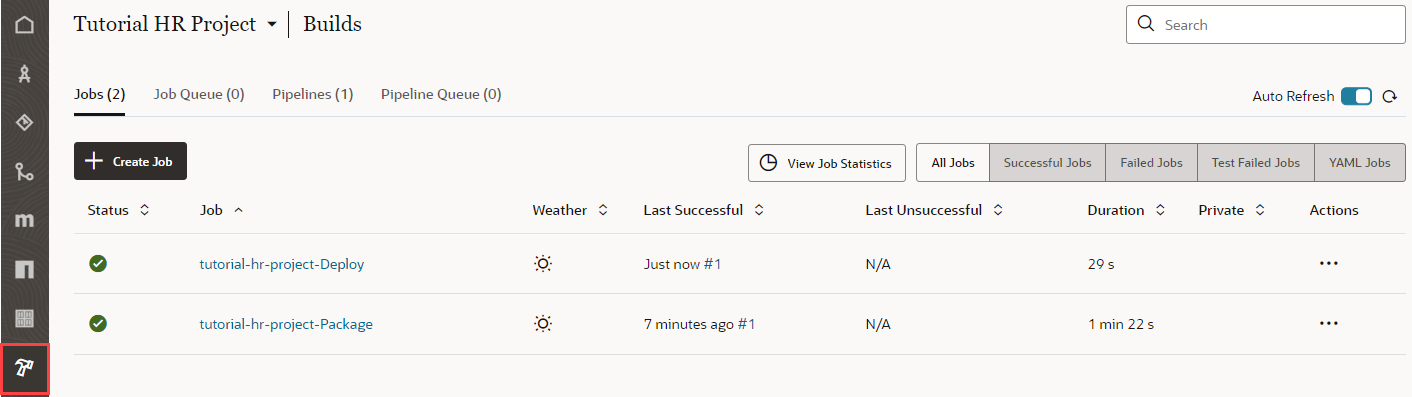 Tutorial HR Project Builds
Search
Jobs (2) Job Queue (0) Pipelines (1) Pipeline Queue (0)
Auto Refresh
Create Job
View Job Statistics
All Jobs Successful Jobs Failed Jobs Test Failed Jobs YAML Jobs
Status Job Weather Last Successful Last Unsuccessful Duration Private Actions
tutorial-hr-project-Deploy Just now #1 N/A 29 s
tutorial-hr-project-Package 7 minutes ago #1 N/A 1 min 22 s